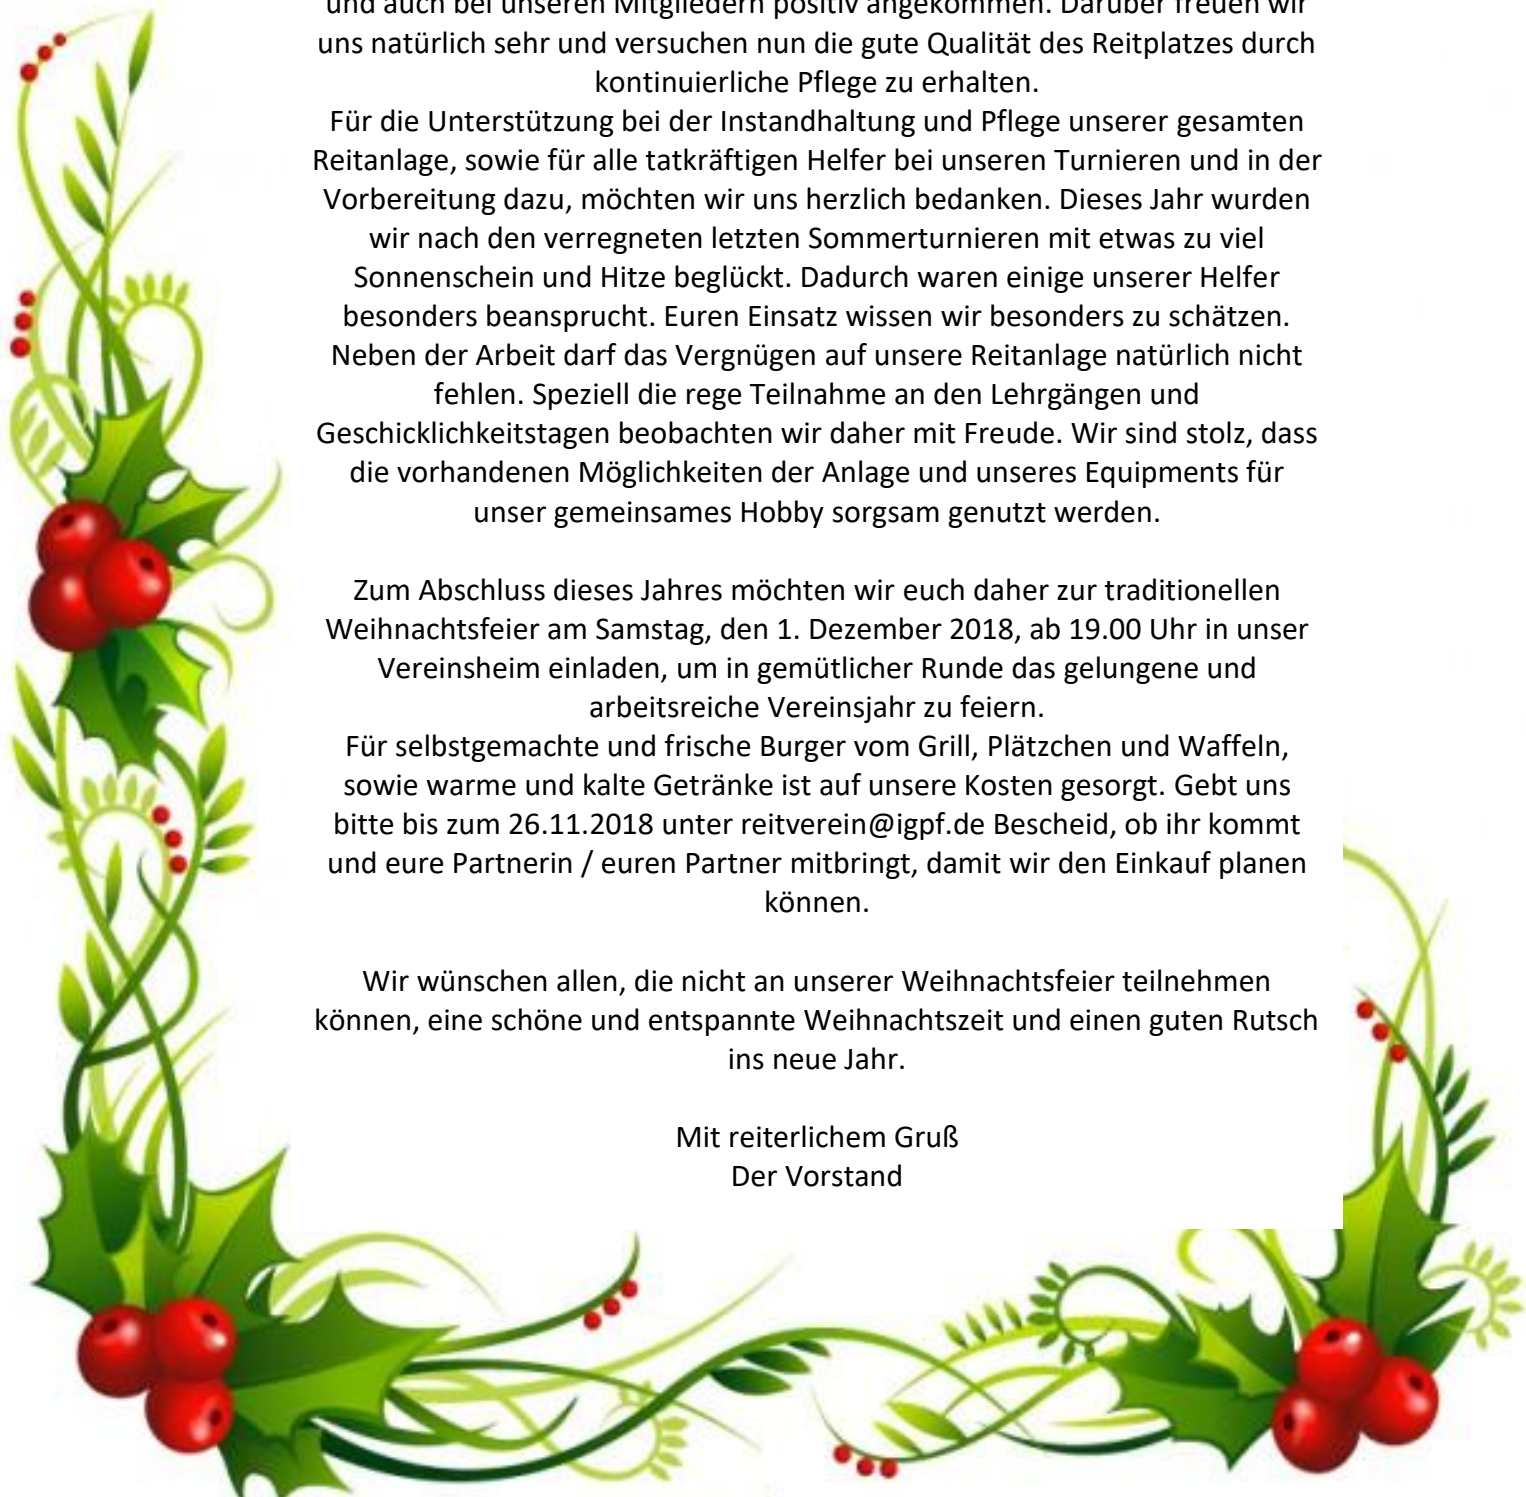 und auch bei unseren Mitgliedern positiv angekommen. Darüber freuen wir
uns natürlich sehr und versuchen nun die gute Qualität des Reitplatzes durch
kontinuierliche Pflege zu erhalten.
Für die Unterstützung bei der Instandhaltung und Pflege unserer gesamten
Reitanlage, sowie für alle tatkräftigen Helfer bei unseren Turnieren und in der
Vorbereitung dazu, möchten wir uns herzlich bedanken. Dieses Jahr wurden
wir nach den verregneten letzten Sommerturnieren mit etwas zu viel
Sonnenschein und Hitze beglückt. Dadurch waren einige unserer Helfer
besonders beansprucht. Euren Einsatz wissen wir besonders zu schätzen.
Neben der Arbeit darf das Vergnügen auf unsere Reitanlage natürlich nicht
fehlen. Speziell die rege Teilnahme an den Lehrgängen und
Geschicklichkeitstagen beobachten wir daher mit Freude. Wir sind stolz, dass
die vorhandenen Möglichkeiten der Anlage und unseres Equipments für
unser gemeinsames Hobby sorgsam genutzt werden.
Zum Abschluss dieses Jahres möchten wir euch daher zur traditionellen
Weihnachtsfeier am Samstag, den 1. Dezember 2018, ab 19.00 Uhr in unser
Vereinsheim einladen, um in gemütlicher Runde das gelungene und
arbeitsreiche Vereinsjahr zu feiern.
Für selbstgemachte und frische Burger vom Grill, Plätzchen und Waffeln,
sowie warme und kalte Getränke ist auf unsere Kosten gesorgt. Gebt uns
bitte bis zum 26.11.2018 unter reitverein@igpf.de Bescheid, ob ihr kommt
und eure Partnerin / euren Partner mitbringt, damit wir den Einkauf planen
können.
Wir wünschen allen, die nicht an unserer Weihnachtsfeier teilnehmen
können, eine schöne und entspannte Weihnachtszeit und einen guten Rutsch
ins neue Jahr.
Mit reiterlichem Gruß
Der Vorstand